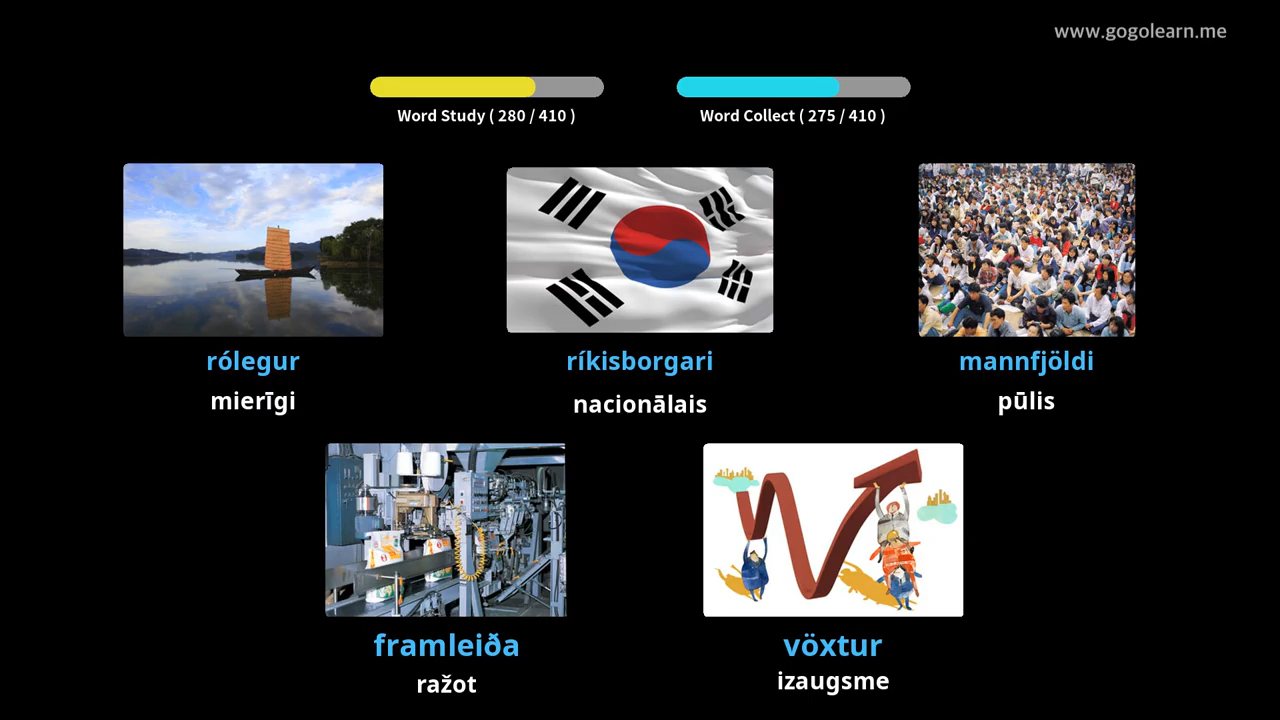 www.gogolearn.me
Word Study ( 280 / 410 )
Word Collect ( 275 / 410 )
rólegur
mierīgi
ríkisborgari
nacionālais
mannfjöldi
pūlis
framleiða
ražot
vöxtur
izaugsme